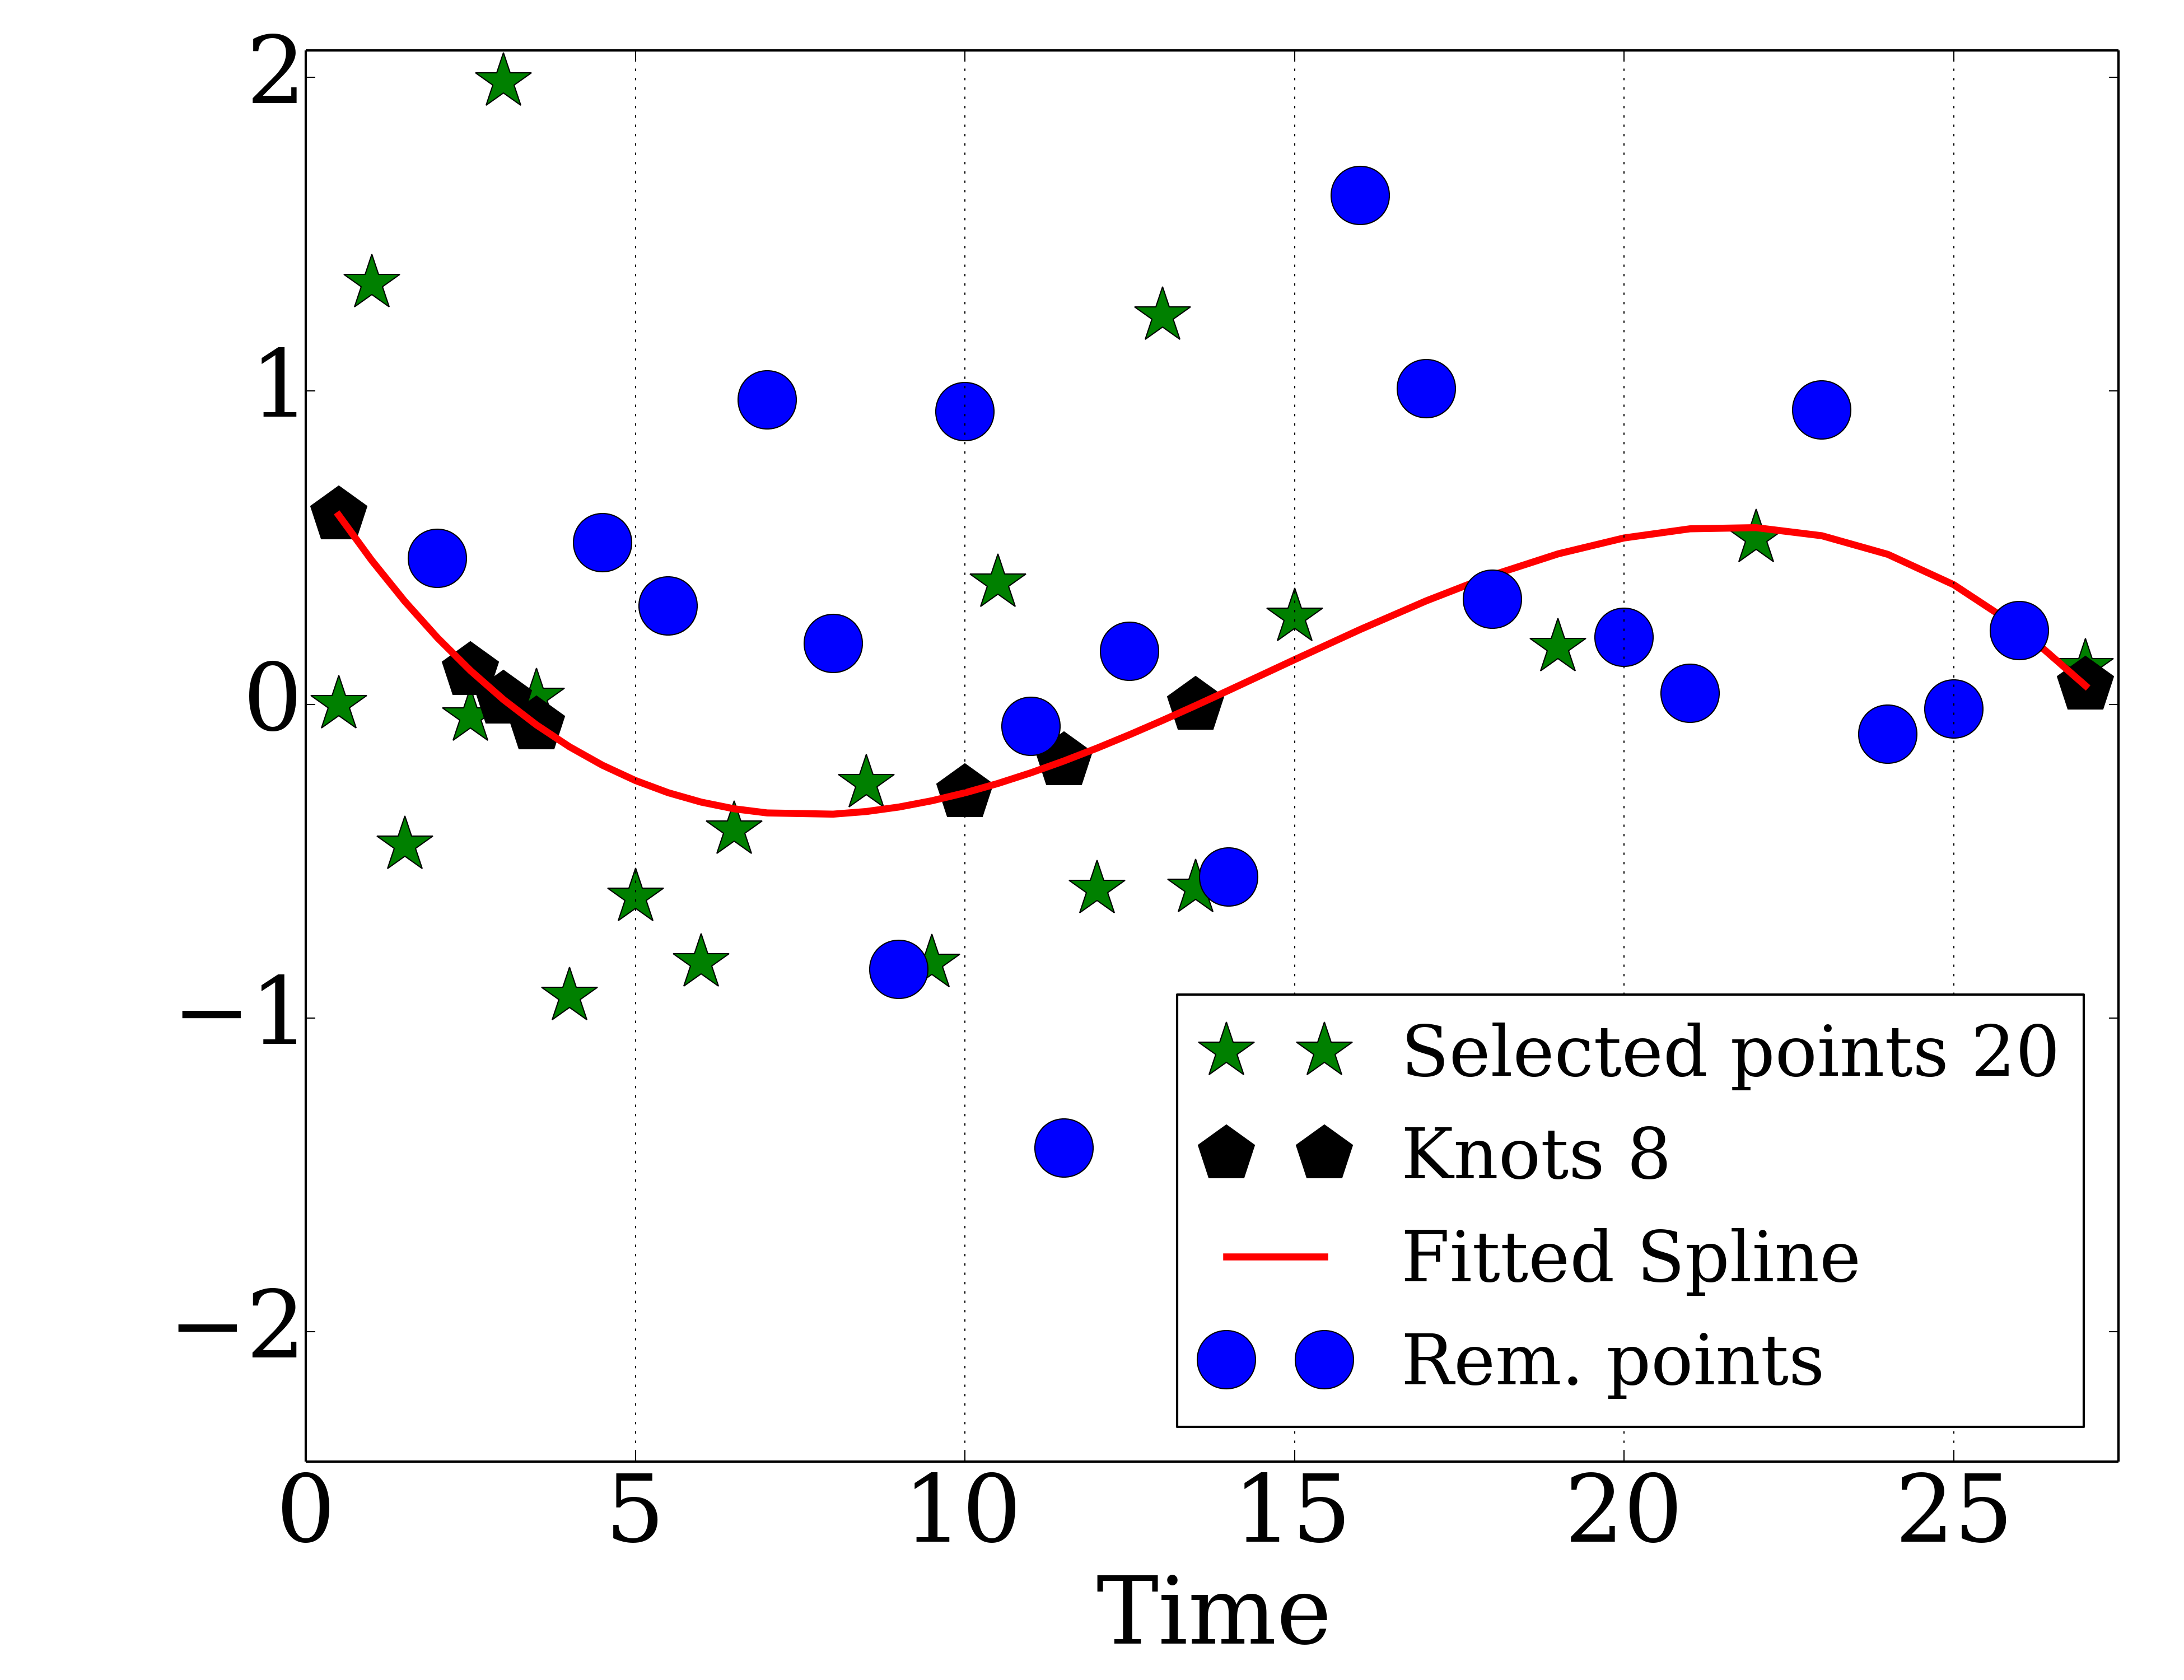 2
1
0
−1
−2
Selected points 20
Knots 8
Fitted Spline
Rem. points
0 5 10 15 20 25
Time